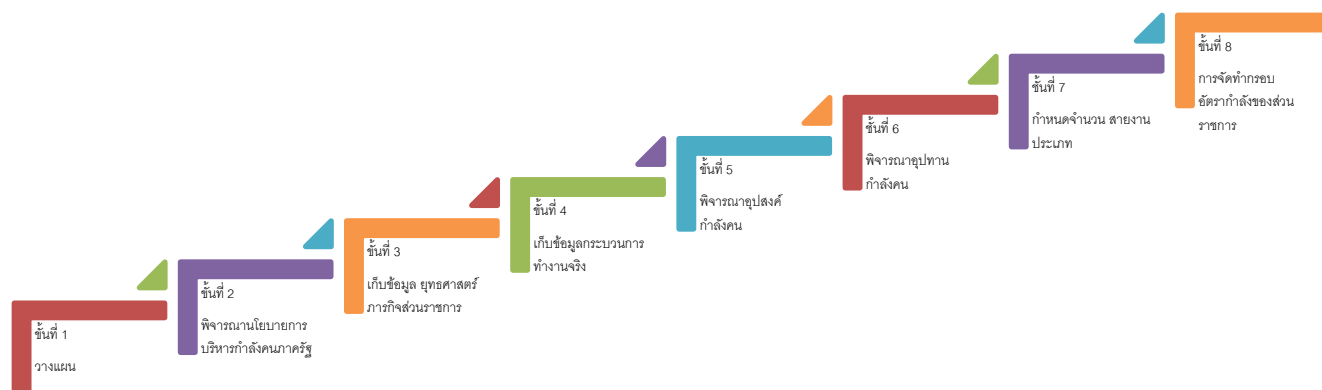 ขั้นที่ 1
วางแผน
ขั้นที่ 2
พิจารณานโยบายการ
บริหารกำลังคนภาครัฐ
ขั้นที่ 3
เก็บข้อมูล ยุทธศาสตร์
ภารกิจส่วนราชการ
ขั้นที่ 4
เก็บข้อมูลกระบวนการ
ทำงานจริง
ขั้นที่ 5
พิจารณาอุปสงค์
กำลังคน
ขั้นที่ 6
พิจารณาอุปทาน
กำลังคน
ขั้นที่ 7
กำหนดจำนวน สายงาน
ประเภท
ขั้นที่ 8
การจัดทำกรอบ
อัตรากำลังของส่วน
ราชการ